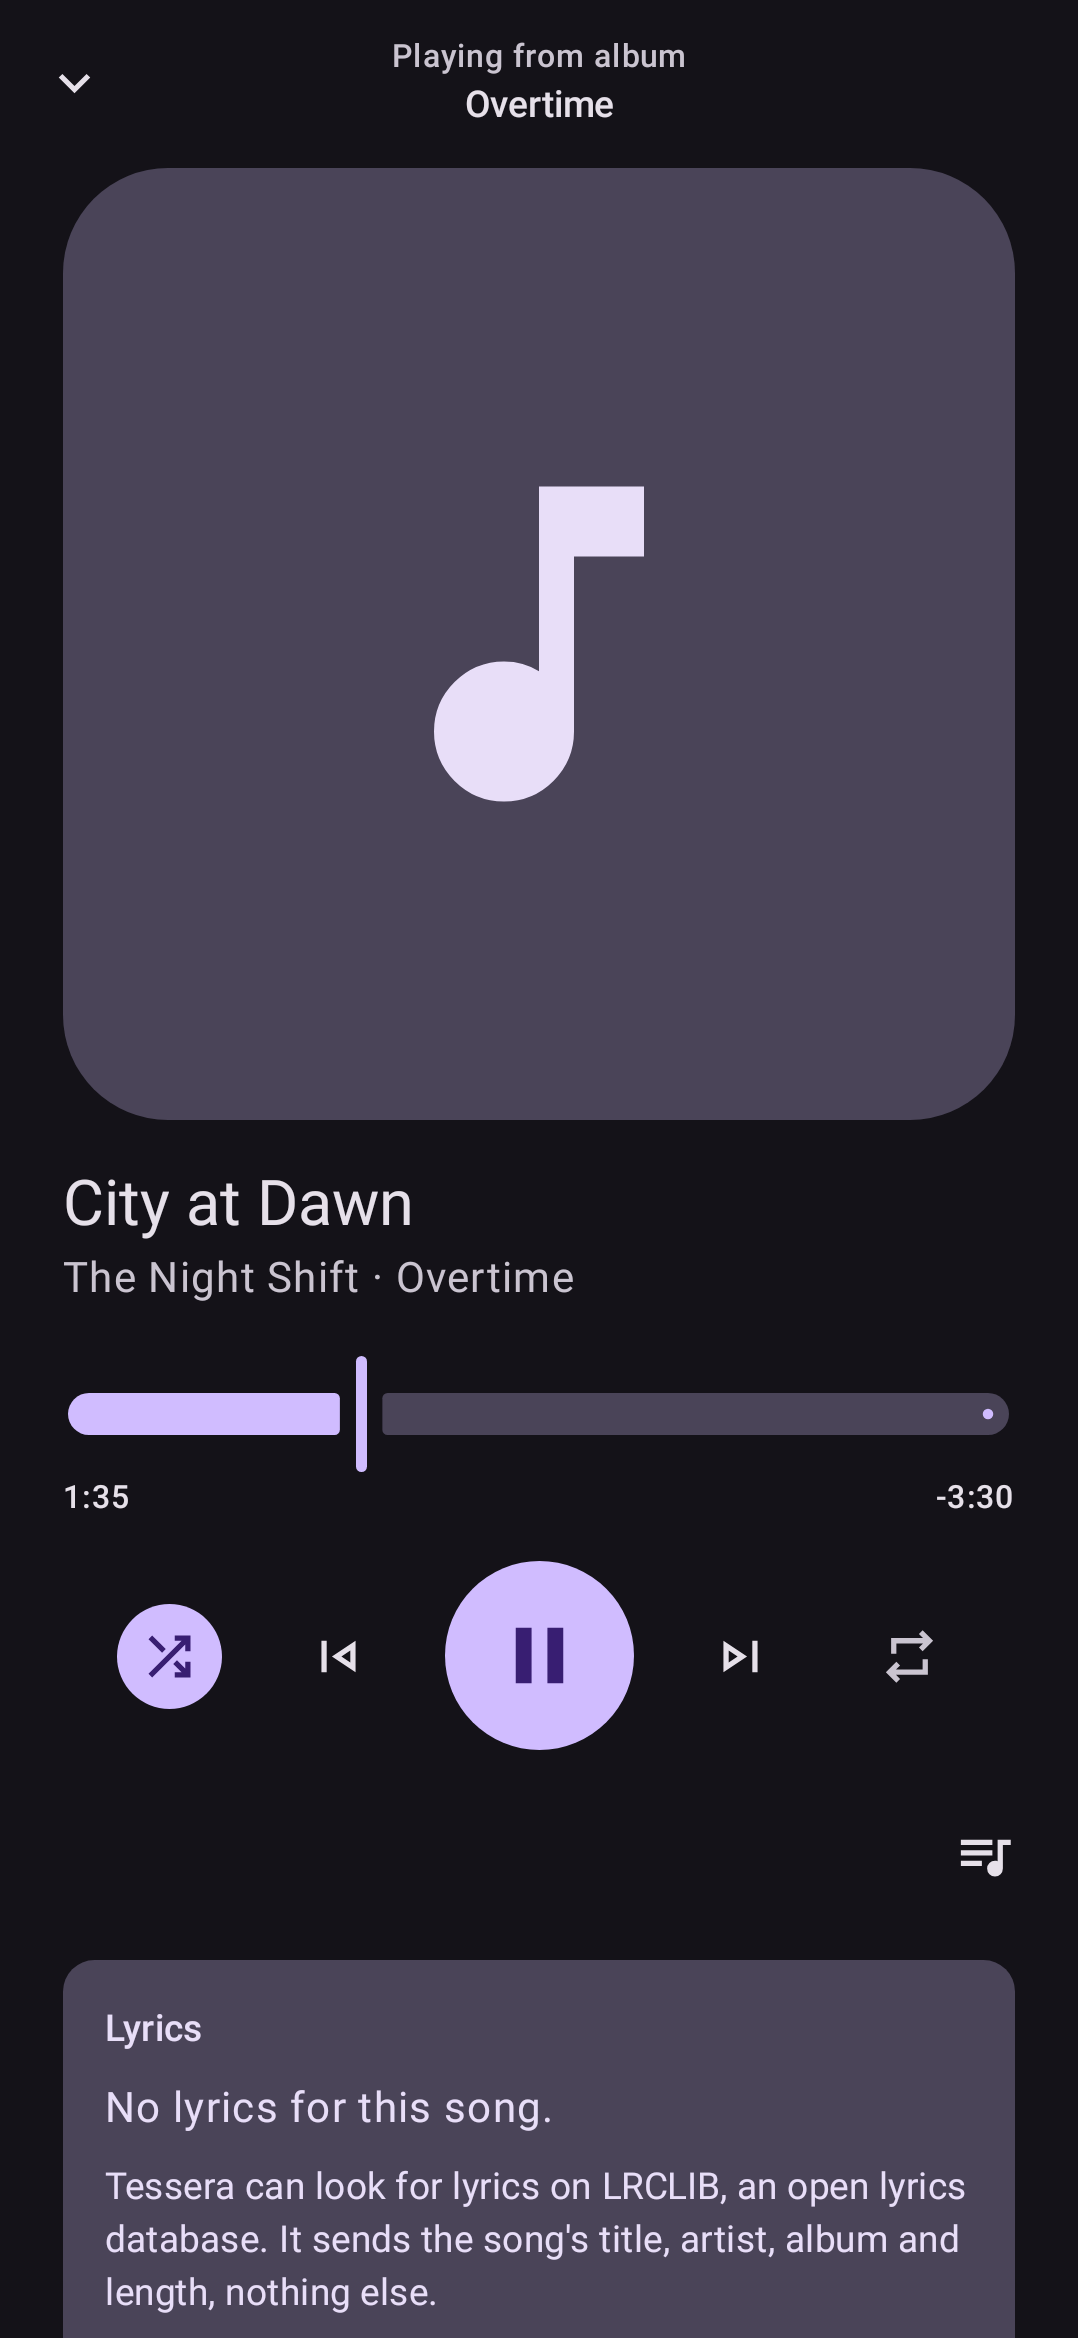 Playing from album
Overtime
City at Dawn
The Night Shift · Overtime
1:35
-3:30
Lyrics
No lyrics for this song.
Tessera can look for lyrics on LRCLIB, an open lyrics
database. It sends the song's title, artist, album and
length, nothing else.